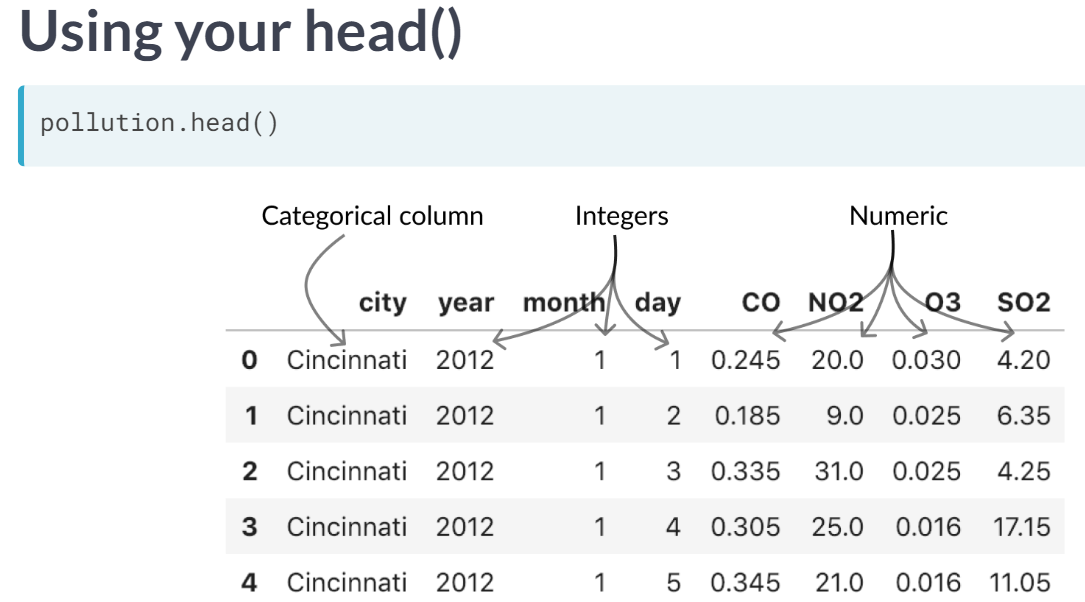 Using your head()
pollution.head()
Categorical column Integers Numeric
city year month day CO NO2 O3 SO2
0 Cincinnati 2012 1 1 0.245 20.0 0.030 4.20
1 Cincinnati 2012 1 2 0.185 9.0 0.025 6.35
2 Cincinnati 2012 1 3 0.335 31.0 0.025 4.25
3 Cincinnati 2012 1 4 0.305 25.0 0.016 17.15
4 Cincinnati 2012 1 5 0.345 21.0 0.016 11.05